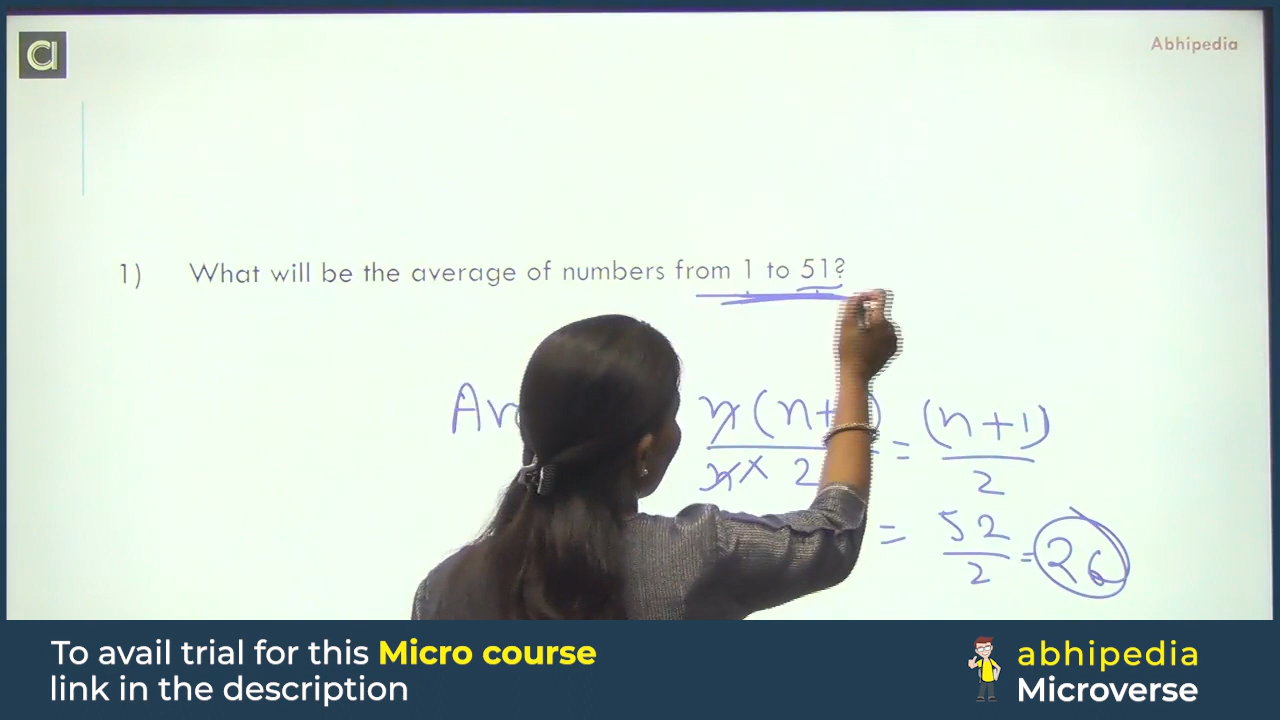 a
Abhipedia
1) What will be the average of numbers from 1 to 51?
n(n+ = (n+1)
n× 2 2
= 52
2 = 26
To avail trial for this Micro course
link in the description
abhipedia
Microverse